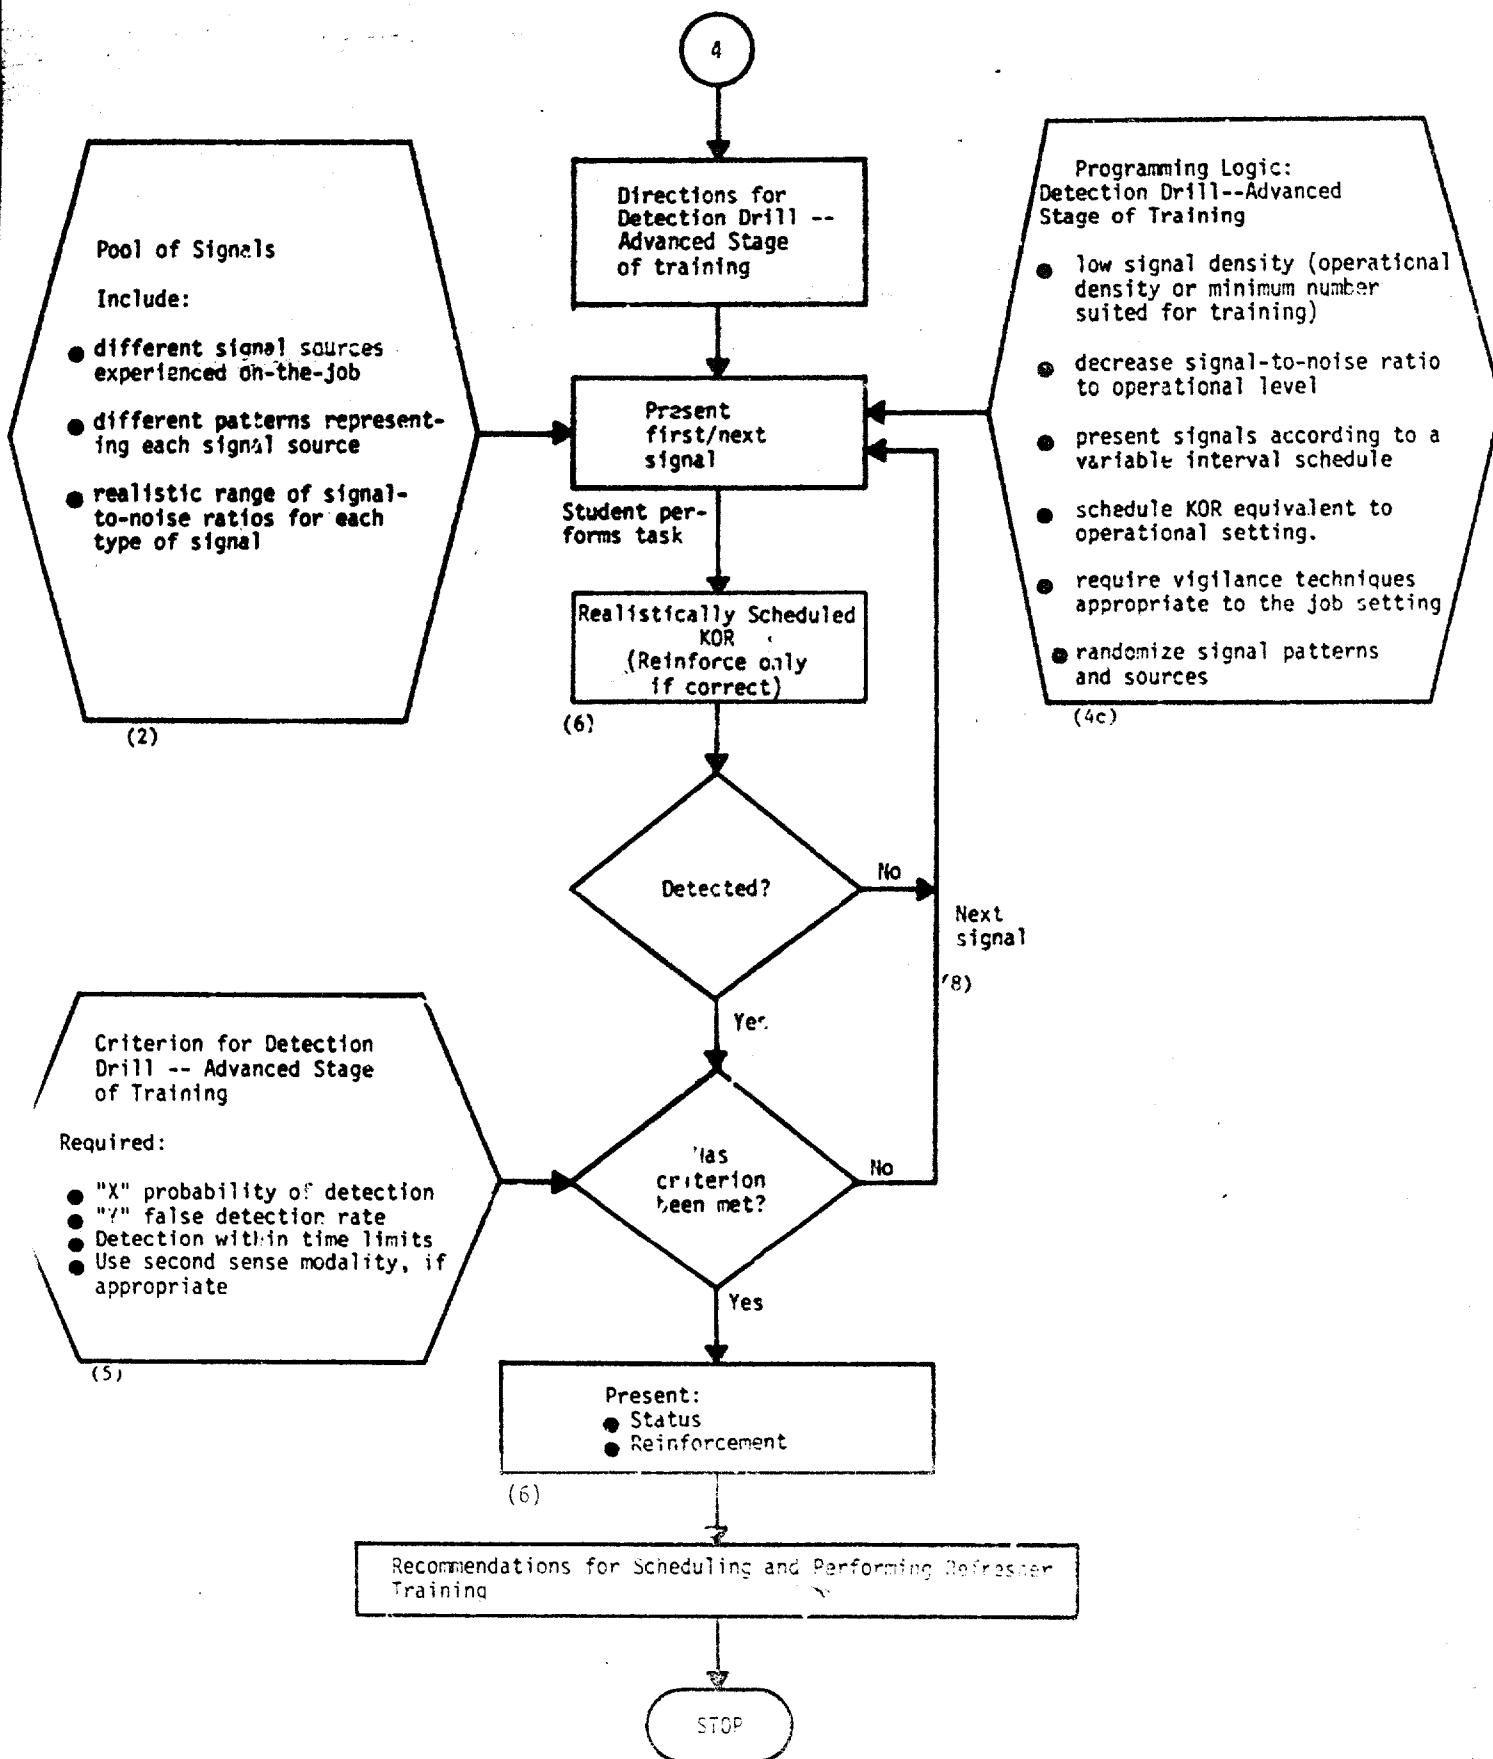 4
Directions for
Detection Drill --
Advanced Stage
of training
Pool of Signals
Include:
● different signal sources
experienced on-the-job
● different patterns represent-
ing each signal source
● realistic range of signal-
to-noise ratios for each
type of signal
(2)
Present
first/next
signal
Programming Logic:
Detection Drill--Advanced
Stage of Training
● low signal density (operational
density or minimum number
suited for training)
● decrease signal-to-noise ratio
to operational level
● present signals according to a
variable interval schedule
● schedule KOR equivalent to
operational setting.
● require vigilance techniques
appropriate to the job setting
● randomize signal patterns
and sources
(4c)
Student per-
forms task
Realistically Scheduled
KOR
(Reinforce only
if correct)
(6)
Detected?
No
Next
signal
(8)
Yes
Criterion for Detection
Drill -- Advanced Stage
of Training
Required:
● "X" probability of detection
● "Y" false detection rate
● Detection within time limits
● Use second sense modality, if
appropriate
(5)
Has
criterion
been met?
No
Yes
Present:
● Status
● Reinforcement
(6)
Recommendations for Scheduling and Performing Refresher
Training
STOP